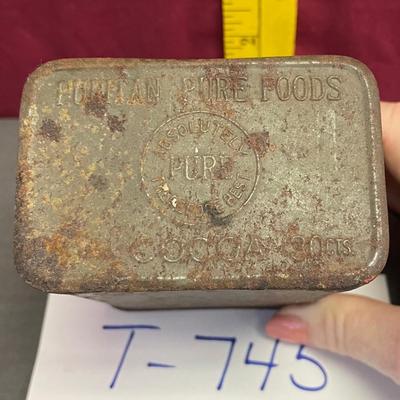 PURITAN PURE FOODS
ABSOLUTELY
PURE
COCOA 30CTS
T-745